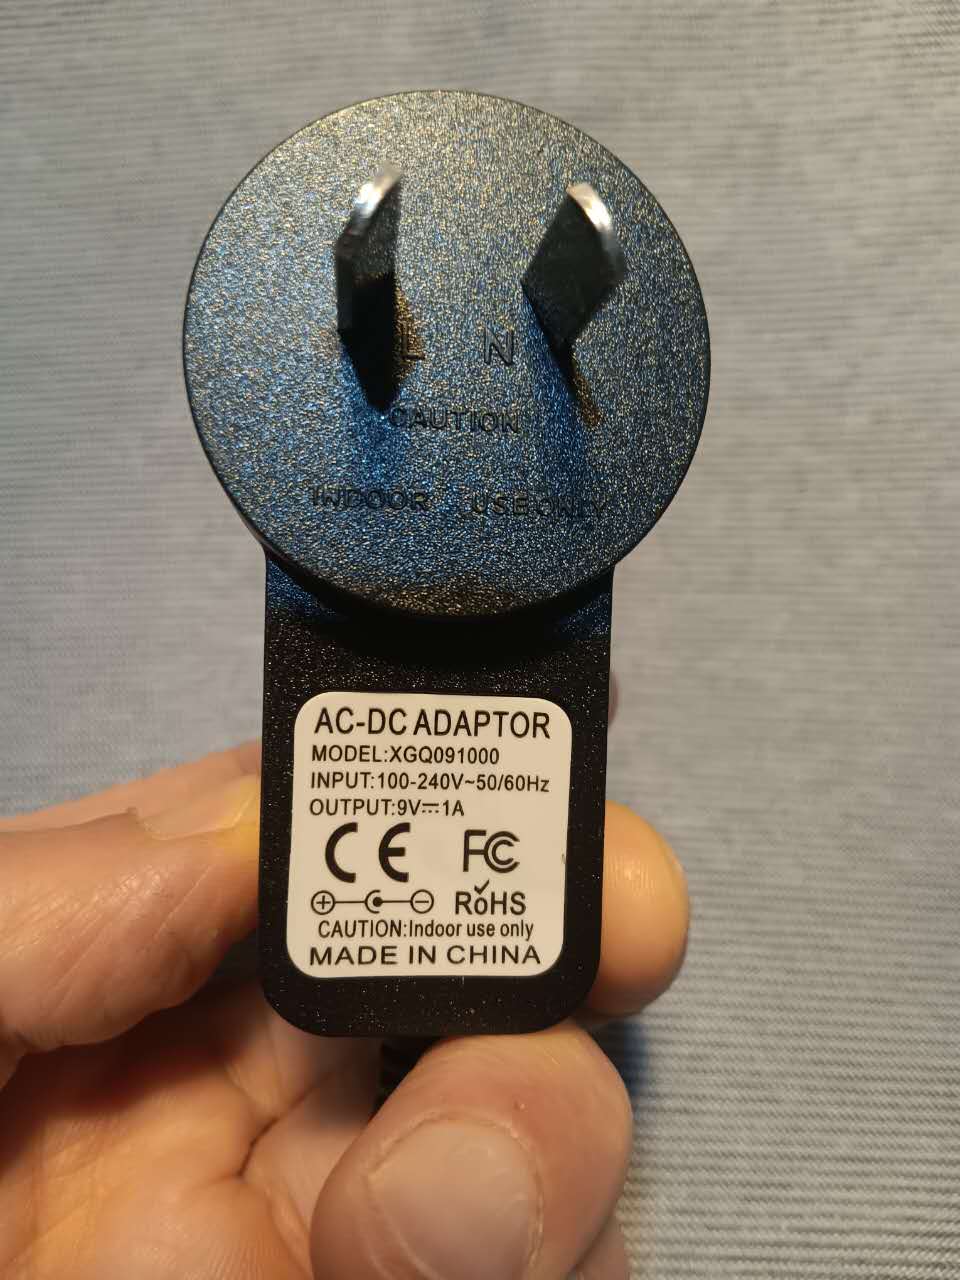 L N
CAUTION
INDOOR USE ONLY
AC-DC ADAPTOR
MODEL:XGQ091000
INPUT:100-240V~50/60Hz
OUTPUT:9V⎓1A
CE FC
RoHS
CAUTION:Indoor use only
MADE IN CHINA